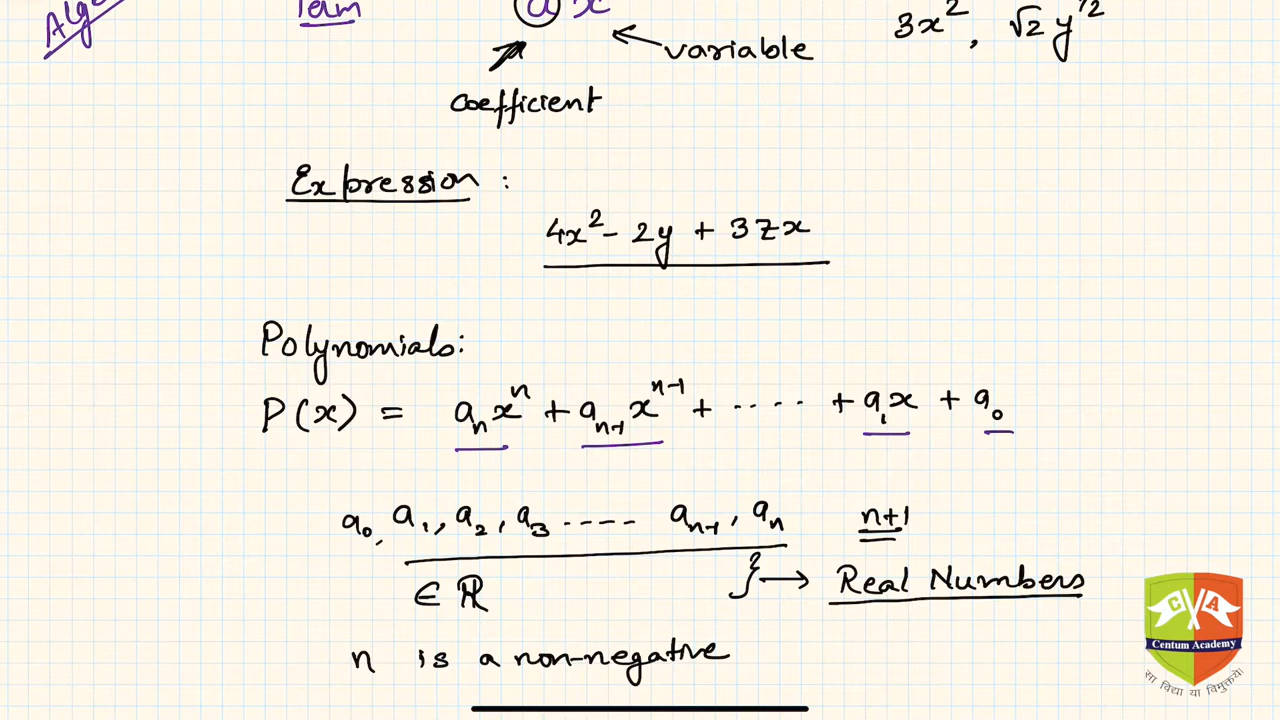 Term
a x
3x², √2 y^1/2
variable
coefficient
Expression :
4x² - 2y + 3zx
Polynomials:
P(x) = aₙxⁿ + aₙ₋₁xⁿ⁻¹ + ..... + a₁x + a₀
a₀, a₁, a₂, a₃ ..... aₙ₋₁, aₙ n+1
∈ ℝ } → Real Numbers
n is a non-negative
C A
Centum Academy
सा विद्या या विमुक्तये।